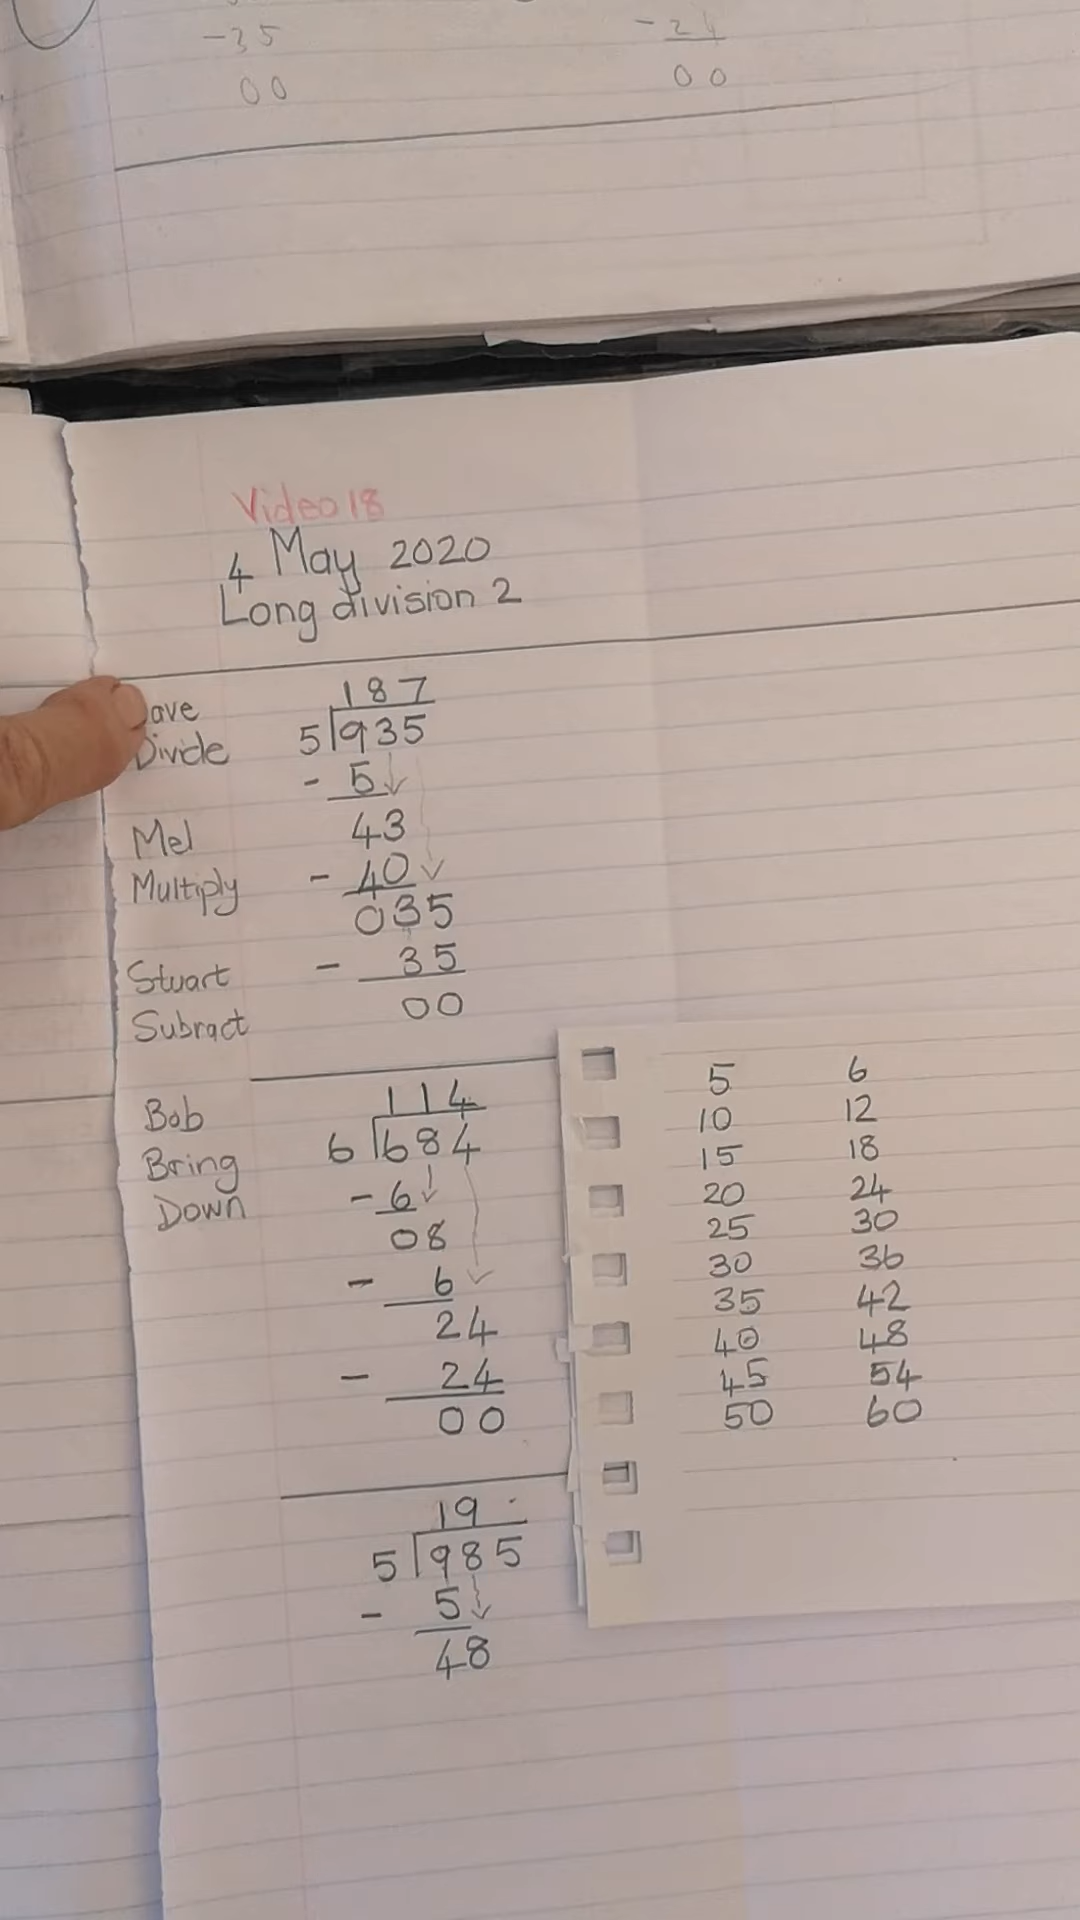 -35
00
-24
00
Video 18
4 May 2020
Long division 2
Dave
Divide
187
5 935
- 5
43
- 40
035
- 35
00
Mel
Multiply
Stuart
Subract
Bob
Bring
Down
114
6 684
- 6
08
- 6
24
- 24
00
19
5 985
- 5
48
5 6
10 12
15 18
20 24
25 30
30 36
35 42
40 48
45 54
50 60